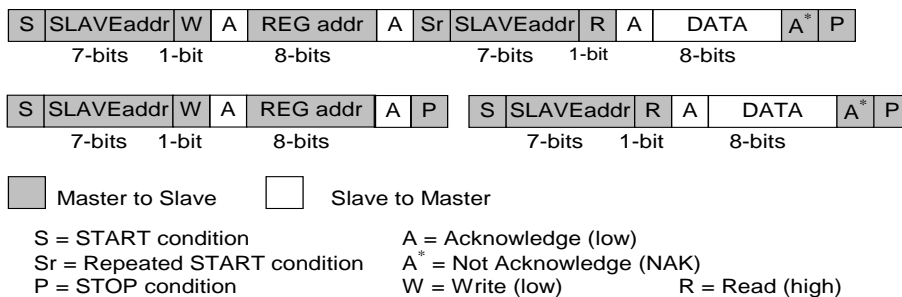 S SLAVEaddr W A REG addr A Sr SLAVEaddr R A DATA A* P
7-bits 1-bit 8-bits 7-bits 1-bit 8-bits
S SLAVEaddr W A REG addr A P S SLAVEaddr R A DATA A* P
7-bits 1-bit 8-bits 7-bits 1-bit 8-bits
Master to Slave Slave to Master
S = START condition A = Acknowledge (low)
Sr = Repeated START condition A* = Not Acknowledge (NAK)
P = STOP condition W = Write (low) R = Read (high)